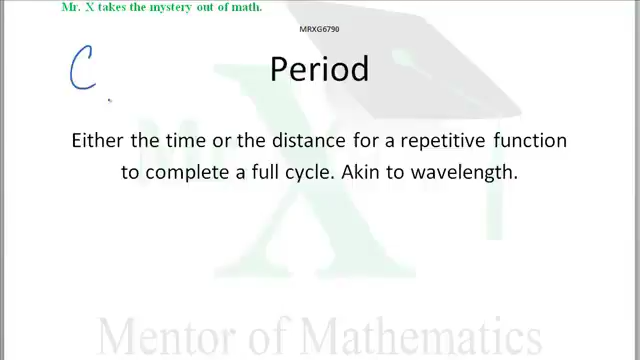 Mr. X takes the mystery out of math.
MRXG6790
C
Period
Either the time or the distance for a repetitive function
to complete a full cycle. Akin to wavelength.
Mentor of Mathematics